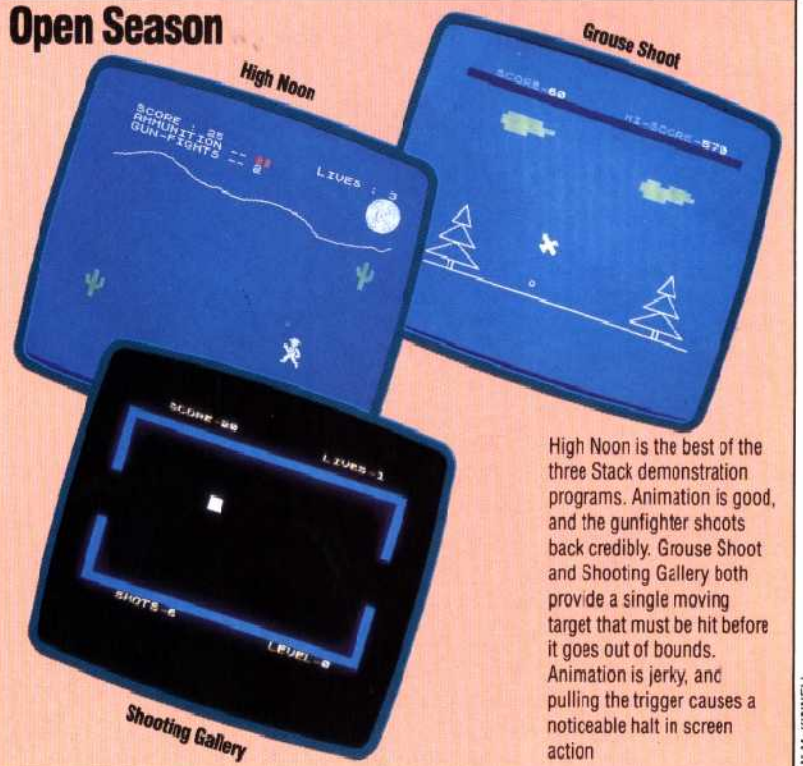 Open Season
High Noon
SCORE : 25
AMMUNITION --
GUN-FIGHTS -- 2
LIVES : 3
Grouse Shoot
SCORE-60
HI-SCORE-573
SCORE-00
LIVES-1
SHOTS-6
LEVEL-0
Shooting Gallery
High Noon is the best of the
three Stack demonstration
programs. Animation is good,
and the gunfighter shoots
back credibly. Grouse Shoot
and Shooting Gallery both
provide a single moving
target that must be hit before
it goes out of bounds.
Animation is jerky, and
pulling the trigger causes a
noticeable halt in screen
action